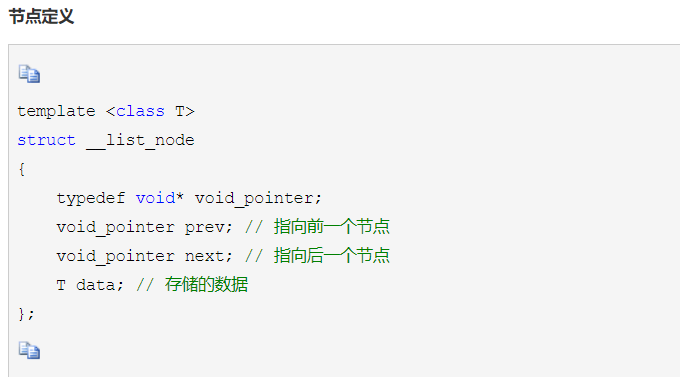 节点定义
template <class T>
struct __list_node
{
    typedef void* void_pointer;
    void_pointer prev; // 指向前一个节点
    void_pointer next; // 指向后一个节点
    T data; // 存储的数据
};